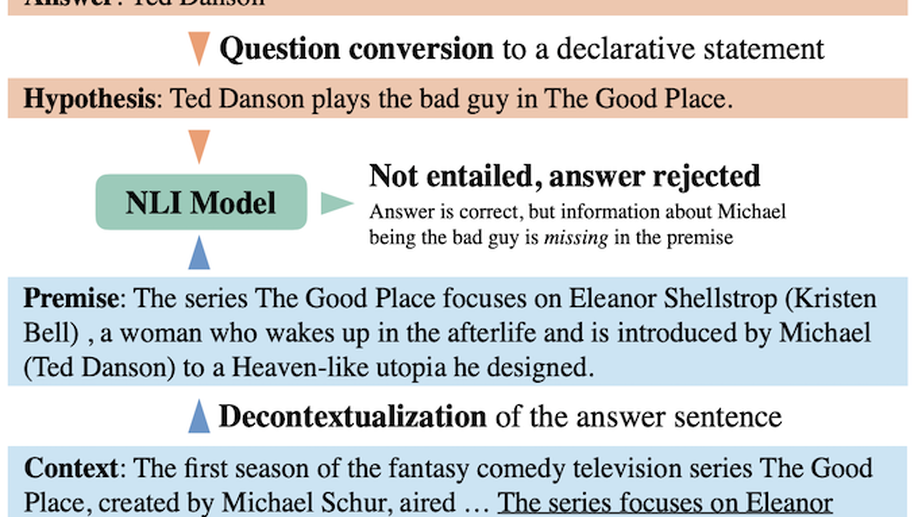 Answer: Ted Danson
Question conversion to a declarative statement
Hypothesis: Ted Danson plays the bad guy in The Good Place.
NLI Model
Not entailed, answer rejected
Answer is correct, but information about Michael
being the bad guy is missing in the premise
Premise: The series The Good Place focuses on Eleanor Shellstrop (Kristen
Bell) , a woman who wakes up in the afterlife and is introduced by Michael
(Ted Danson) to a Heaven-like utopia he designed.
Decontextualization of the answer sentence
Context: The first season of the fantasy comedy television series The Good
Place, created by Michael Schur, aired … The series focuses on Eleanor